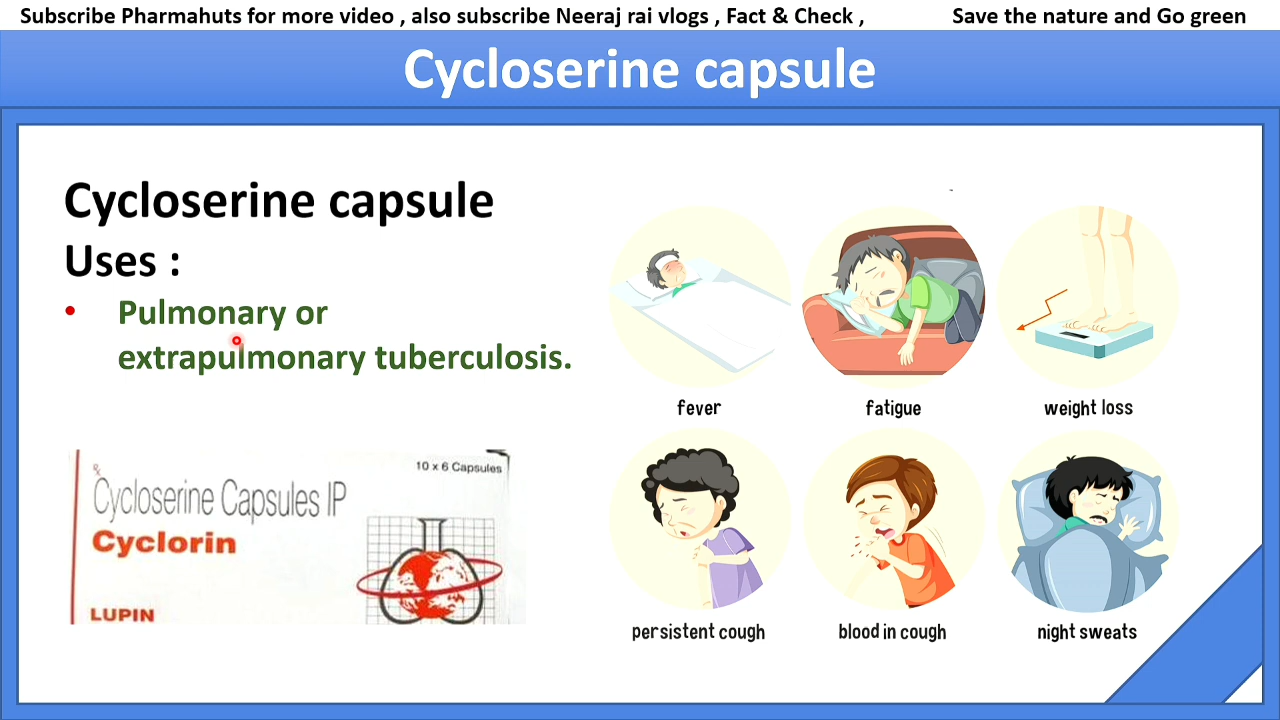 Subscribe Pharmahuts for more video , also subscribe Neeraj rai vlogs , Fact & Check , Save the nature and Go green
Cycloserine capsule
Cycloserine capsule
Uses :
• Pulmonary or
extrapulmonary tuberculosis.
fever
fatigue
weight loss
℞
10 x 6 Capsules
Cycloserine Capsules IP
Cyclorin
LUPIN
persistent cough
blood in cough
night sweats